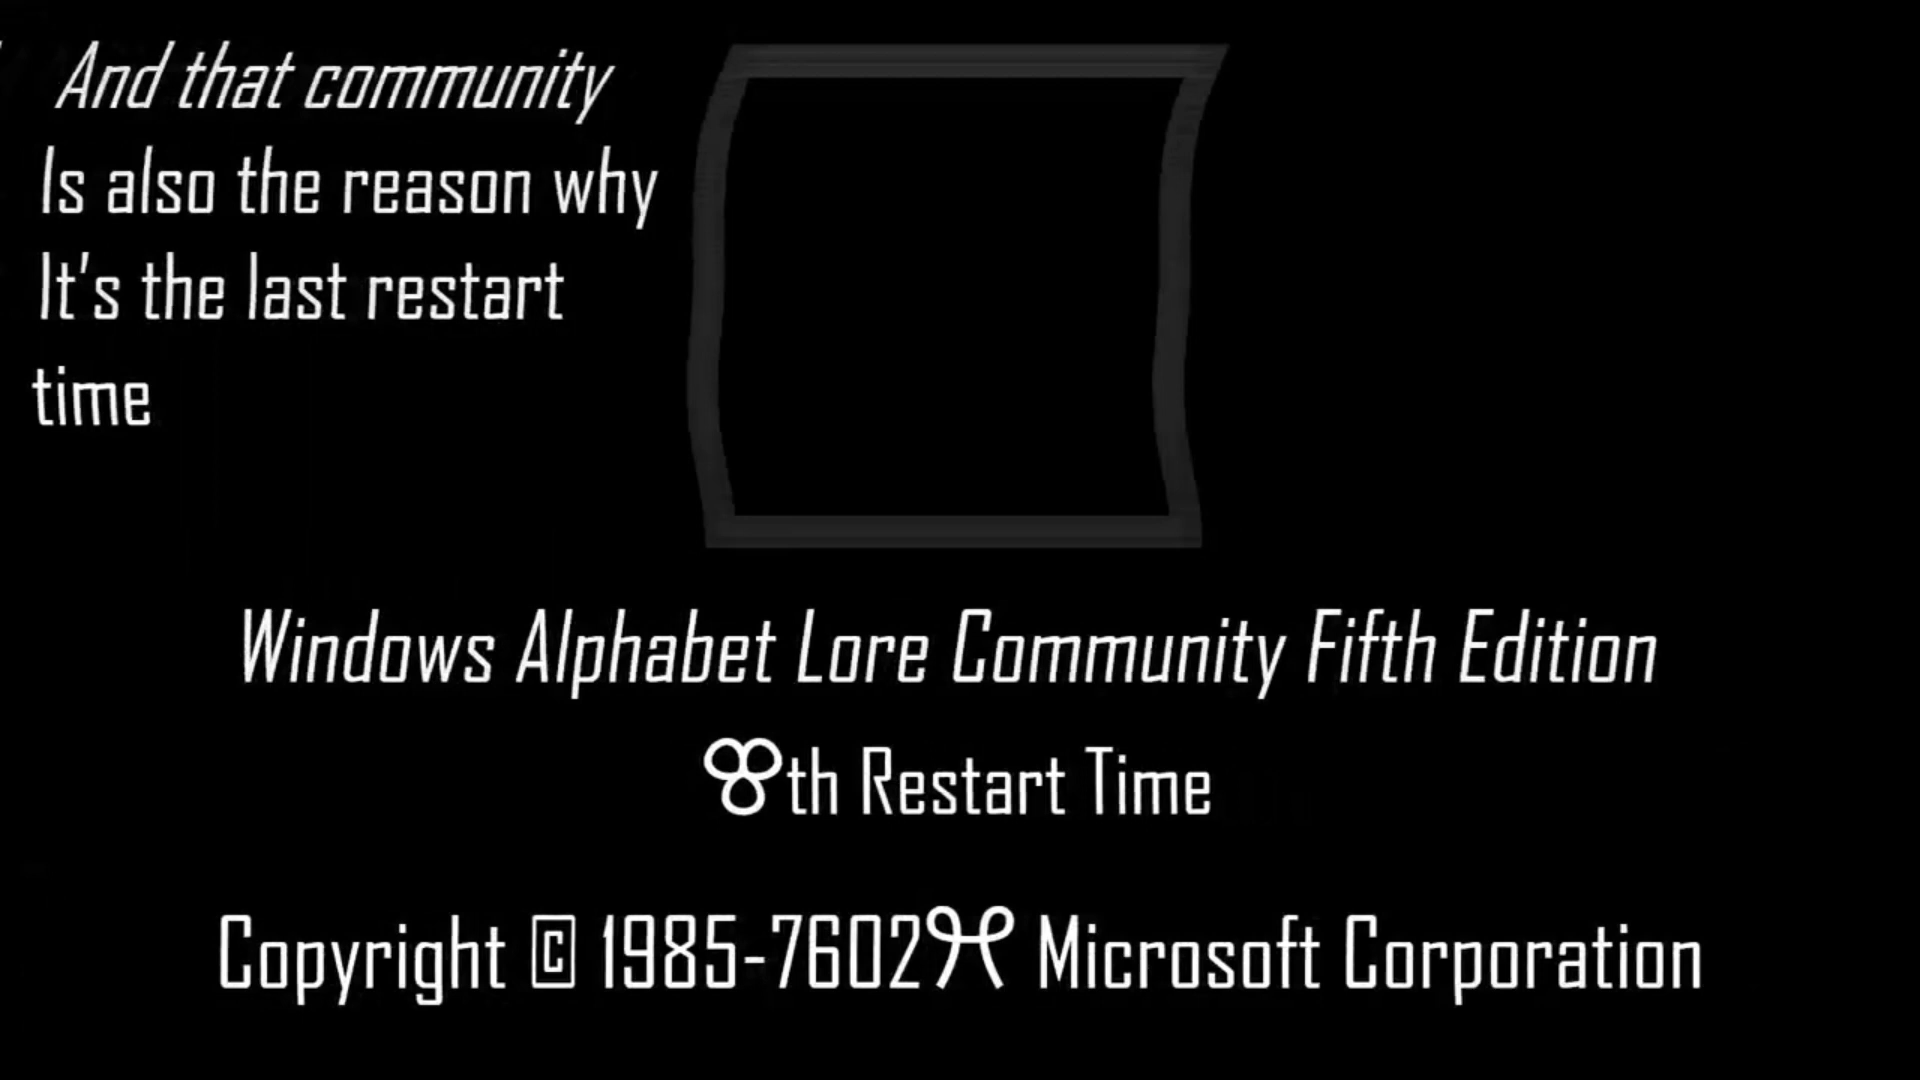 And that community
Is also the reason why
It's the last restart
time
Windows Alphabet Lore Community Fifth Edition
th Restart Time
Copyright © 1985-7602 Microsoft Corporation